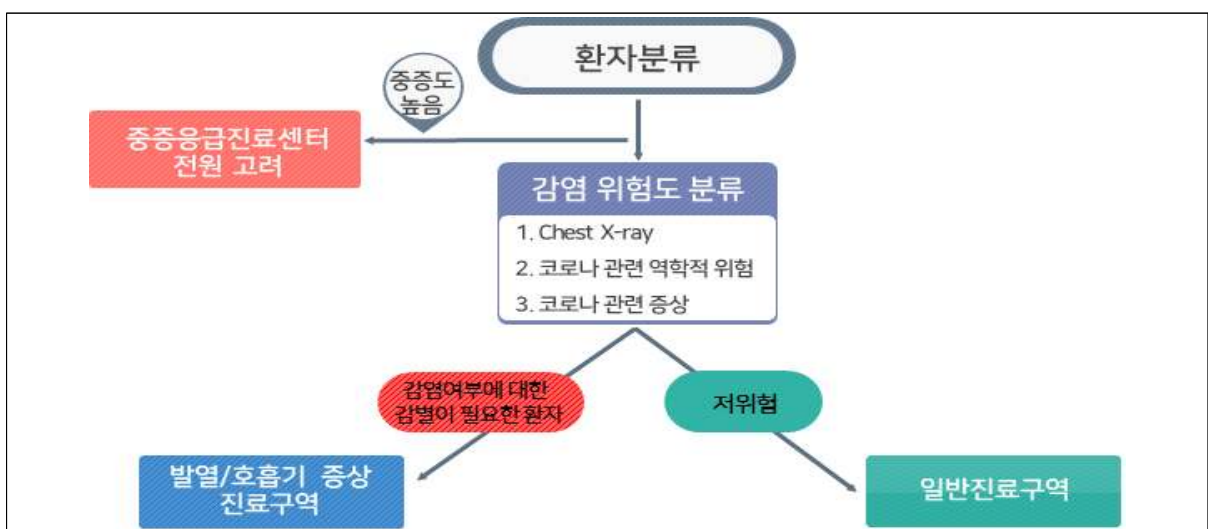 환자분류
중증도
높음
중증응급진료센터
전원 고려
감염 위험도 분류
1. Chest X-ray
2. 코로나 관련 역학적 위험
3. 코로나 관련 증상
감염여부에 대한
감별이 필요한 환자
저위험
발열/호흡기 증상
진료구역
일반진료구역